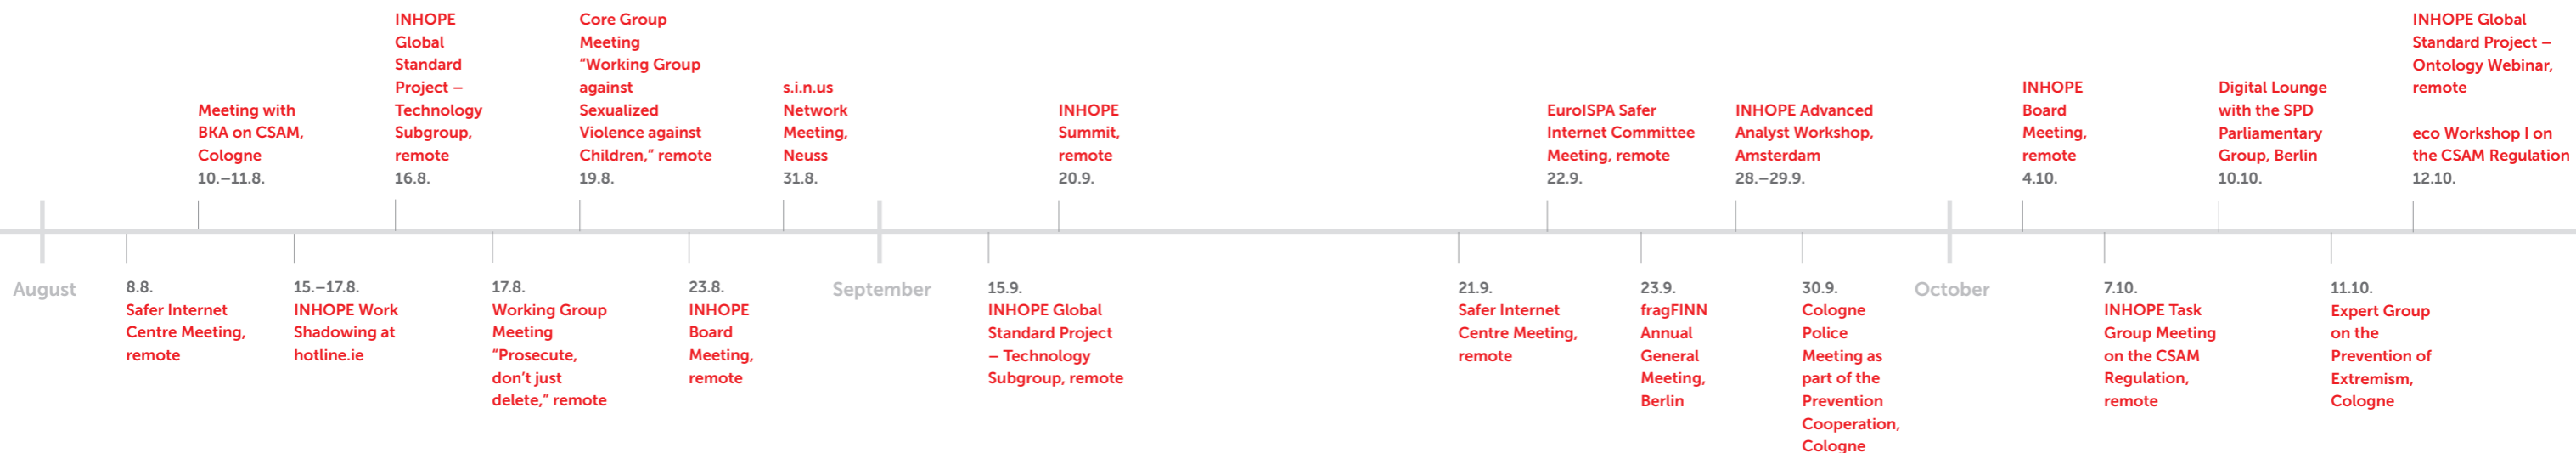 August
8.8.
Safer Internet
Centre Meeting,
remote
Meeting with
BKA on CSAM,
Cologne
10.–11.8.
15.–17.8.
INHOPE Work
Shadowing at
hotline.ie
INHOPE
Global
Standard
Project –
Technology
Subgroup,
remote
16.8.
17.8.
Working Group
Meeting
“Prosecute,
don’t just
delete,” remote
Core Group
Meeting
“Working Group
against
Sexualized
Violence against
Children,” remote
19.8.
23.8.
INHOPE
Board
Meeting,
remote
s.i.n.us
Network
Meeting,
Neuss
31.8.
September
15.9.
INHOPE Global
Standard Project
– Technology
Subgroup, remote
INHOPE
Summit,
remote
20.9.
21.9.
Safer Internet
Centre Meeting,
remote
EuroISPA Safer
Internet Committee
Meeting, remote
22.9.
23.9.
fragFINN
Annual
General
Meeting,
Berlin
INHOPE Advanced
Analyst Workshop,
Amsterdam
28.–29.9.
30.9.
Cologne
Police
Meeting as
part of the
Prevention
Cooperation,
Cologne
October
INHOPE
Board
Meeting,
remote
4.10.
7.10.
INHOPE Task
Group Meeting
on the CSAM
Regulation,
remote
Digital Lounge
with the SPD
Parliamentary
Group, Berlin
10.10.
11.10.
Expert Group
on the
Prevention of
Extremism,
Cologne
INHOPE Global
Standard Project –
Ontology Webinar,
remote
eco Workshop I on
the CSAM Regulation
12.10.